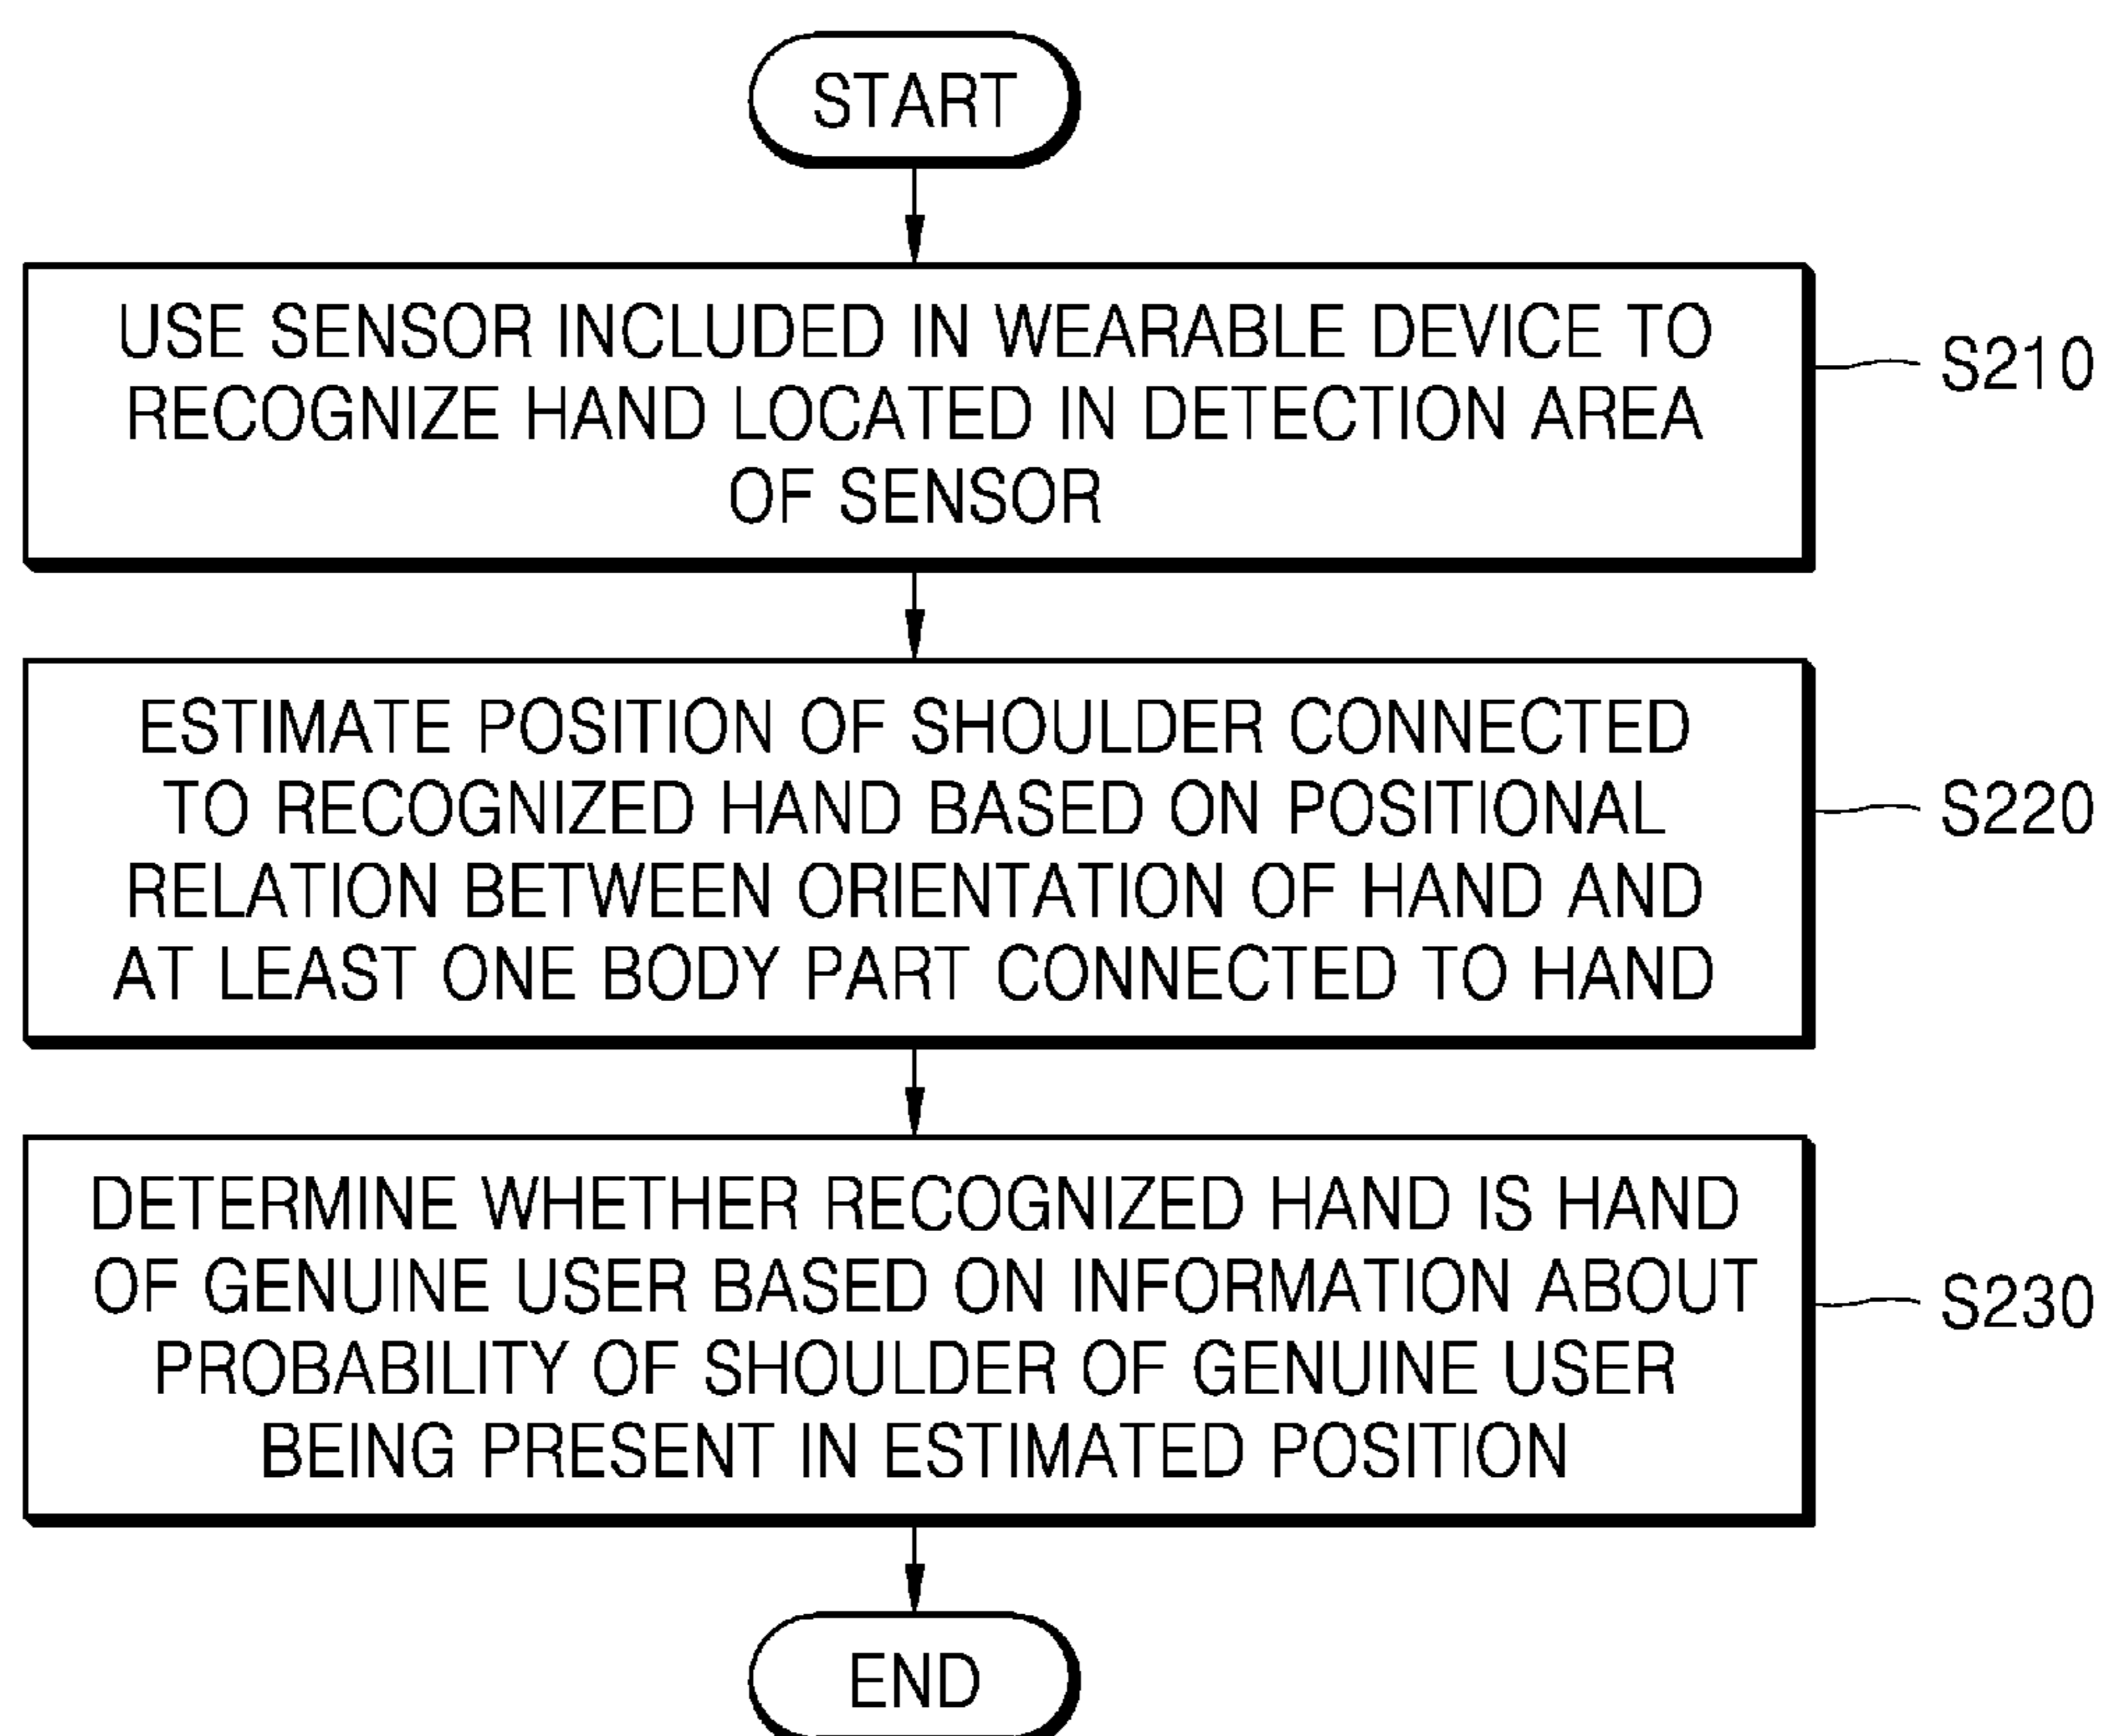 START
USE SENSOR INCLUDED IN WEARABLE DEVICE TO
RECOGNIZE HAND LOCATED IN DETECTION AREA
OF SENSOR
S210
ESTIMATE POSITION OF SHOULDER CONNECTED
TO RECOGNIZED HAND BASED ON POSITIONAL
RELATION BETWEEN ORIENTATION OF HAND AND
AT LEAST ONE BODY PART CONNECTED TO HAND
S220
DETERMINE WHETHER RECOGNIZED HAND IS HAND
OF GENUINE USER BASED ON INFORMATION ABOUT
PROBABILITY OF SHOULDER OF GENUINE USER
BEING PRESENT IN ESTIMATED POSITION
S230
END